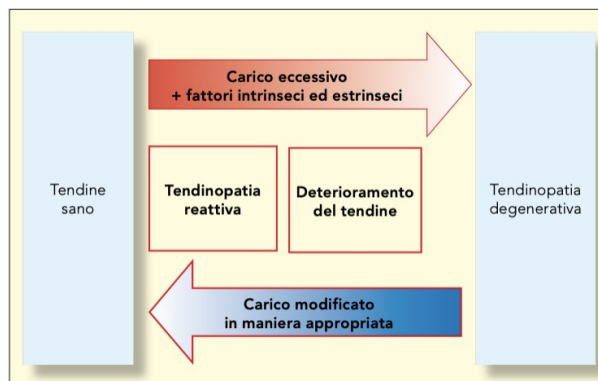 Carico eccessivo
+ fattori intrinseci ed estrinseci
Tendine
sano
Tendinopatia
reattiva
Deterioramento
del tendine
Tendinopatia
degenerativa
Carico modificato
in maniera appropriata